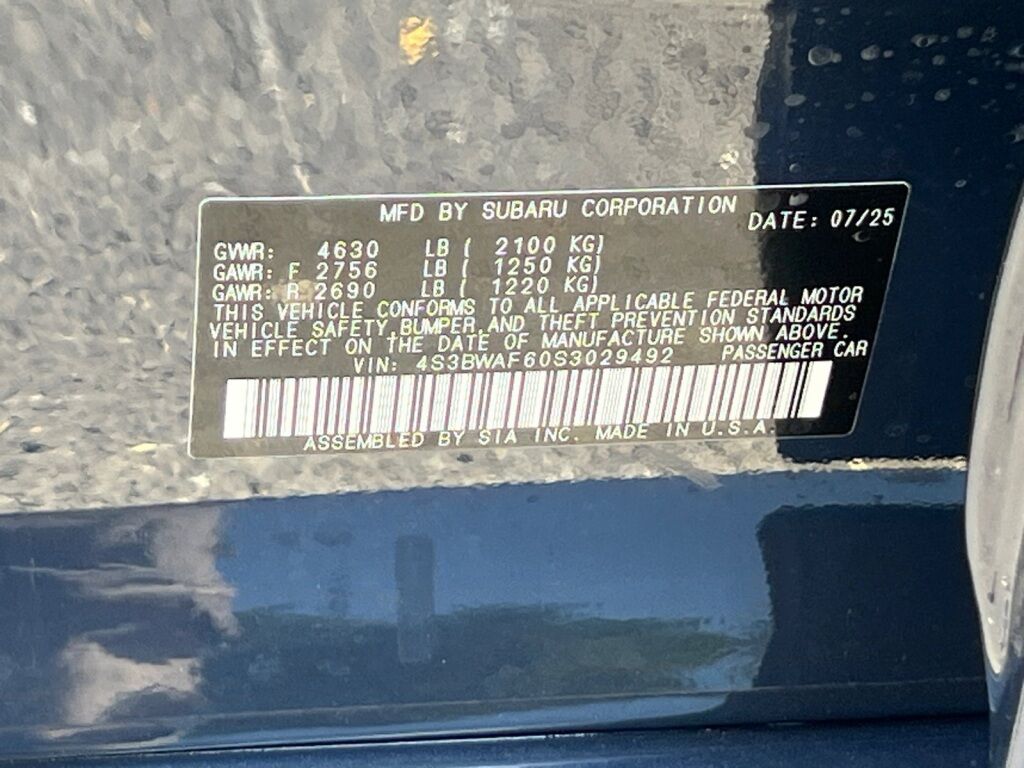 MFD BY SUBARU CORPORATION DATE: 07/25
GVWR: 4630 LB ( 2100 KG)
GAWR: F 2756 LB ( 1250 KG)
GAWR: R 2690 LB ( 1220 KG)
THIS VEHICLE CONFORMS TO ALL APPLICABLE FEDERAL MOTOR
VEHICLE SAFETY, BUMPER, AND THEFT PREVENTION STANDARDS
IN EFFECT ON THE DATE OF MANUFACTURE SHOWN ABOVE.
VIN: 4S3BWAF60S3029492 PASSENGER CAR
ASSEMBLED BY SIA INC. MADE IN U.S.A.